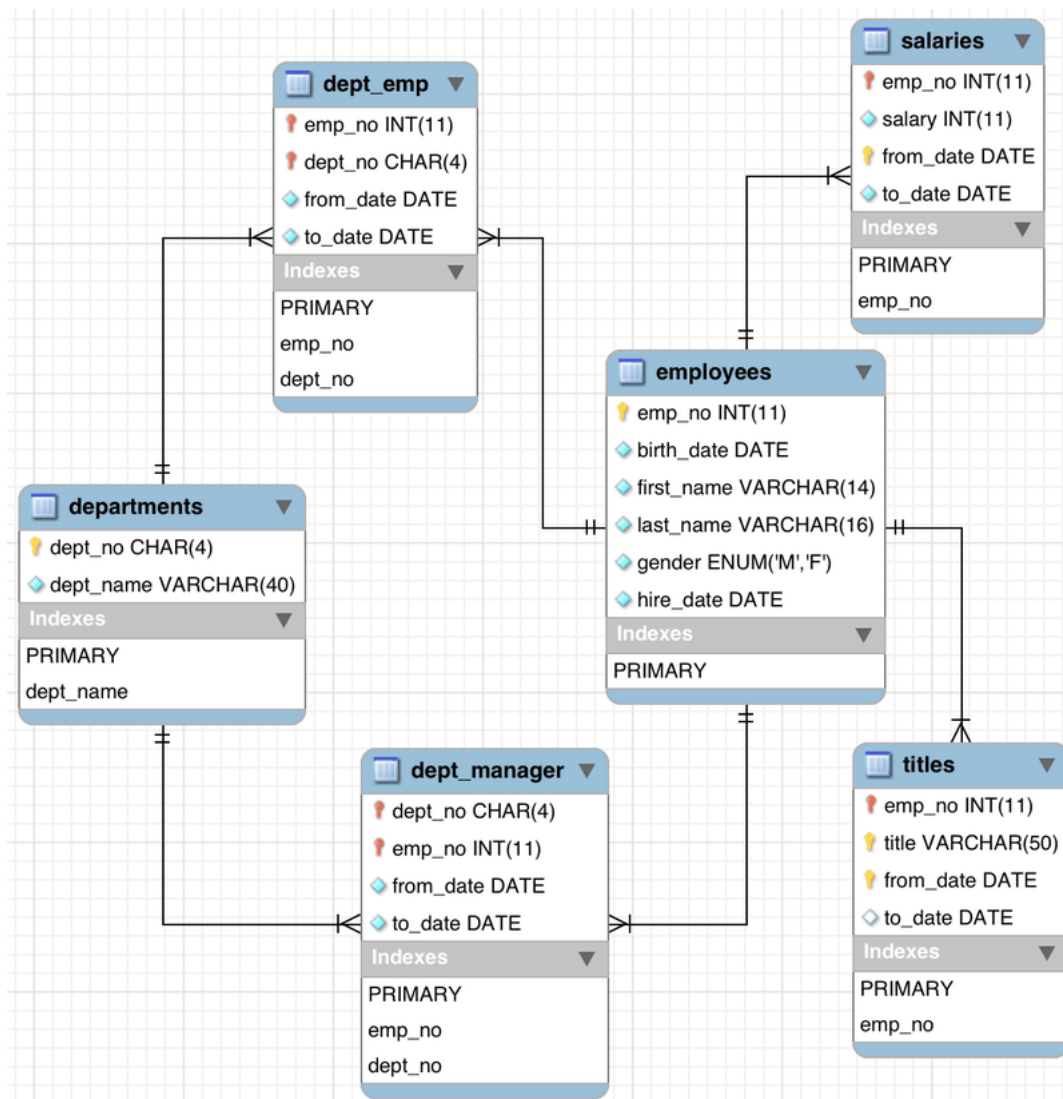 salaries
emp_no INT(11)
salary INT(11)
from_date DATE
to_date DATE
Indexes
PRIMARY
emp_no
dept_emp
emp_no INT(11)
dept_no CHAR(4)
from_date DATE
to_date DATE
Indexes
PRIMARY
emp_no
dept_no
employees
emp_no INT(11)
birth_date DATE
first_name VARCHAR(14)
last_name VARCHAR(16)
gender ENUM('M','F')
hire_date DATE
Indexes
PRIMARY
departments
dept_no CHAR(4)
dept_name VARCHAR(40)
Indexes
PRIMARY
dept_name
dept_manager
dept_no CHAR(4)
emp_no INT(11)
from_date DATE
to_date DATE
Indexes
PRIMARY
emp_no
dept_no
titles
emp_no INT(11)
title VARCHAR(50)
from_date DATE
to_date DATE
Indexes
PRIMARY
emp_no